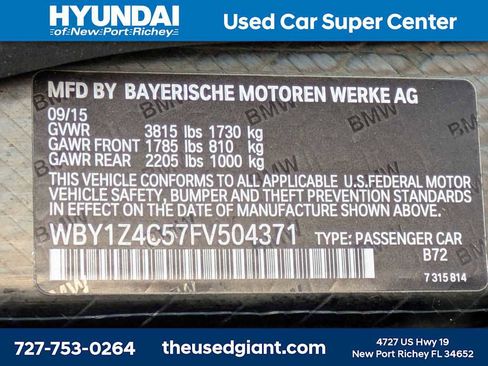 HYUNDAI
of New Port Richey
Used Car Super Center
MFD BY BAYERISCHE MOTOREN WERKE AG
09/15
GVWR 3815 lbs 1730 kg
GAWR FRONT 1785 lbs 810 kg
GAWR REAR 2205 lbs 1000 kg
THIS VEHICLE CONFORMS TO ALL APPLICABLE U.S. FEDERAL MOTOR
VEHICLE SAFETY, BUMPER AND THEFT PREVENTION STANDARDS IN
EFFECT ON THE DATE OF MANUFACTURE SHOWN ABOVE.
WBY1Z4C57FV504371 TYPE: PASSENGER CAR
B72
7 315 814
727-753-0264
theusedgiant.com
4727 US Hwy 19
New Port Richey FL 34652